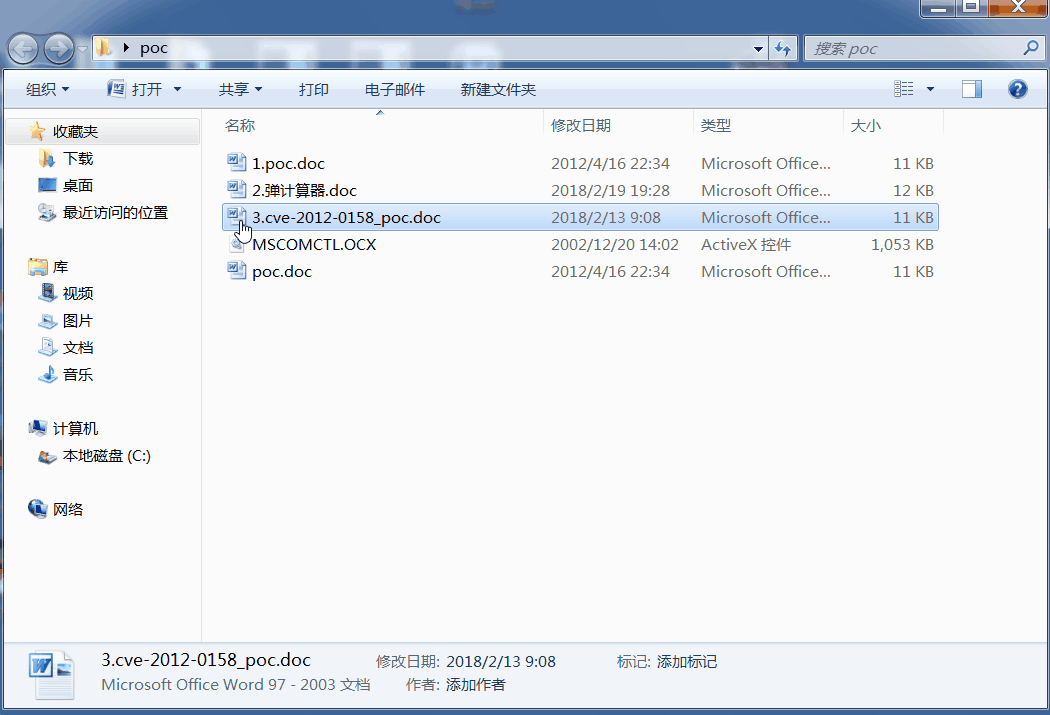 poc
搜索 poc
组织 打开 共享 打印 电子邮件 新建文件夹
名称 修改日期 类型 大小
1.poc.doc 2012/4/16 22:34 Microsoft Office... 11 KB
2.弹计算器.doc 2018/2/19 19:28 Microsoft Office... 12 KB
3.cve-2012-0158_poc.doc 2018/2/13 9:08 Microsoft Office... 11 KB
MSCOMCTL.OCX 2002/12/20 14:02 ActiveX 控件 1,053 KB
poc.doc 2012/4/16 22:34 Microsoft Office... 11 KB
收藏夹
下载
桌面
最近访问的位置
库
视频
图片
文档
音乐
计算机
本地磁盘 (C:)
网络
3.cve-2012-0158_poc.doc 修改日期: 2018/2/13 9:08 标记: 添加标记
Microsoft Office Word 97 - 2003 文档 作者: 添加作者